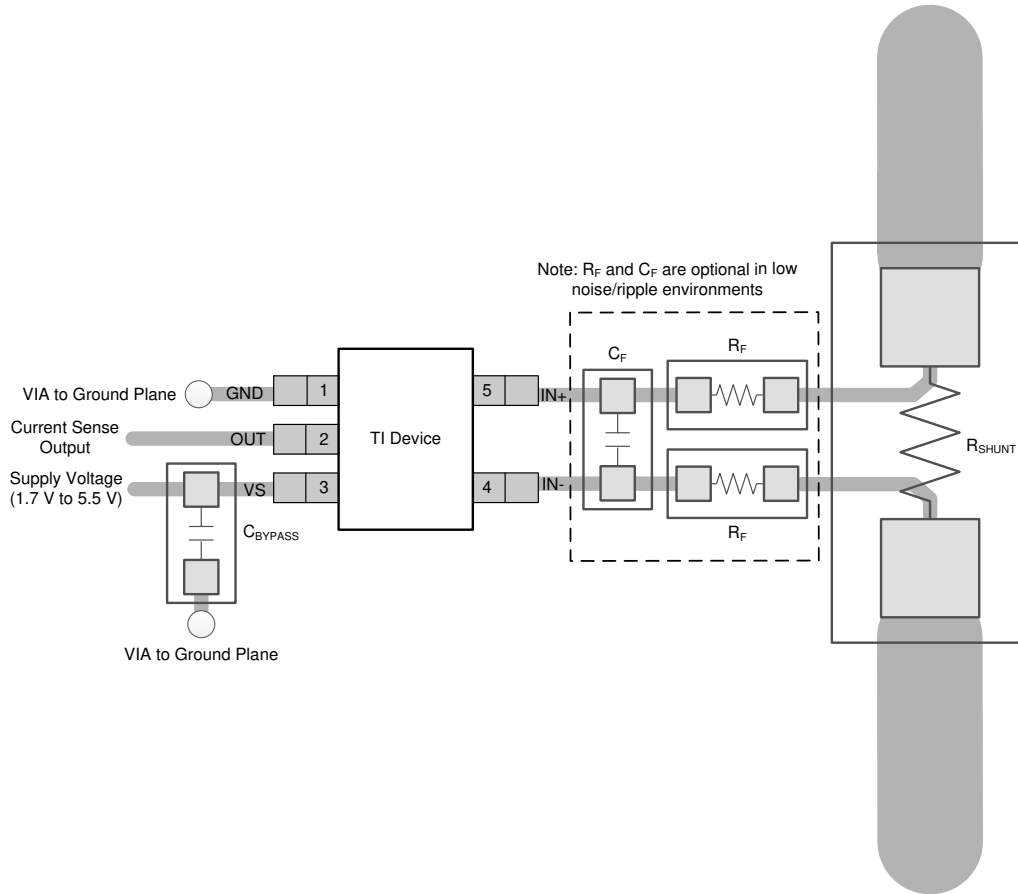 Note: RF and CF are optional in low
noise/ripple environments
CF
RF
VIA to Ground Plane
GND
1
5
IN+
Current Sense
Output
OUT
2
TI Device
RSHUNT
Supply Voltage
(1.7 V to 5.5 V)
VS
3
4
IN-
CBYPASS
RF
VIA to Ground Plane